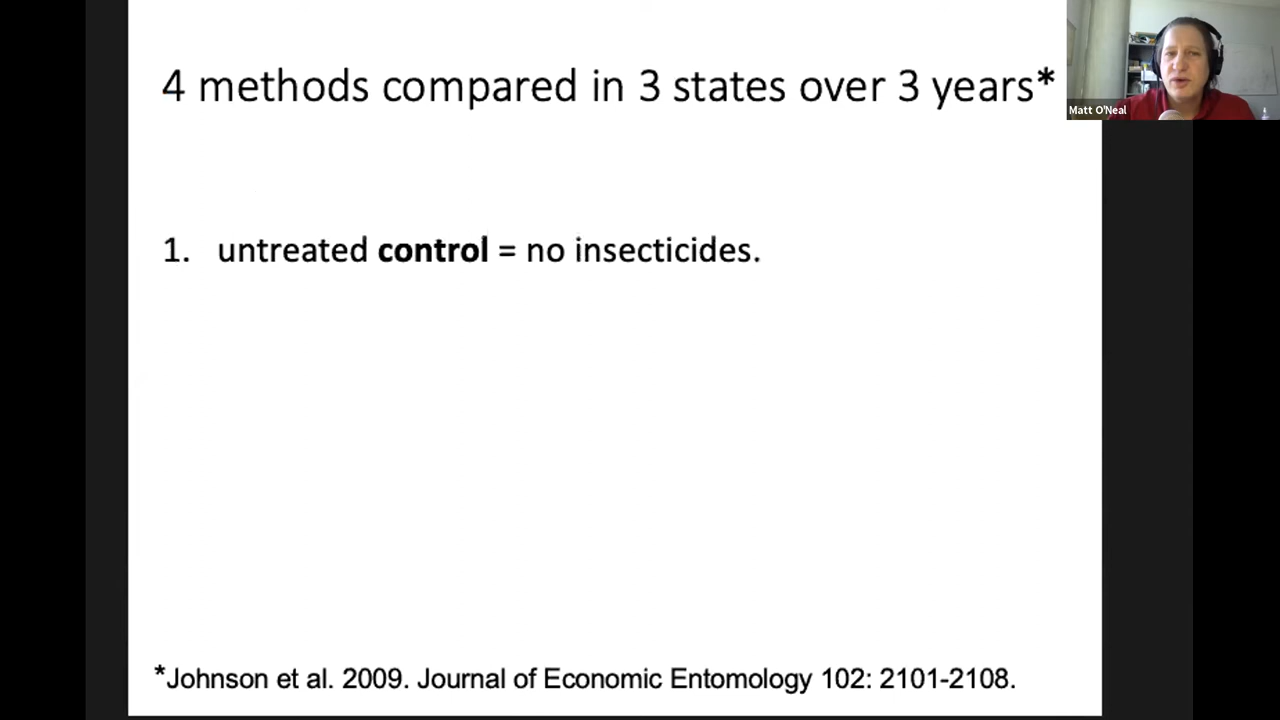 4 methods compared in 3 states over 3 years*
Matt O'Neal
1. untreated control = no insecticides.
*Johnson et al. 2009. Journal of Economic Entomology 102: 2101-2108.